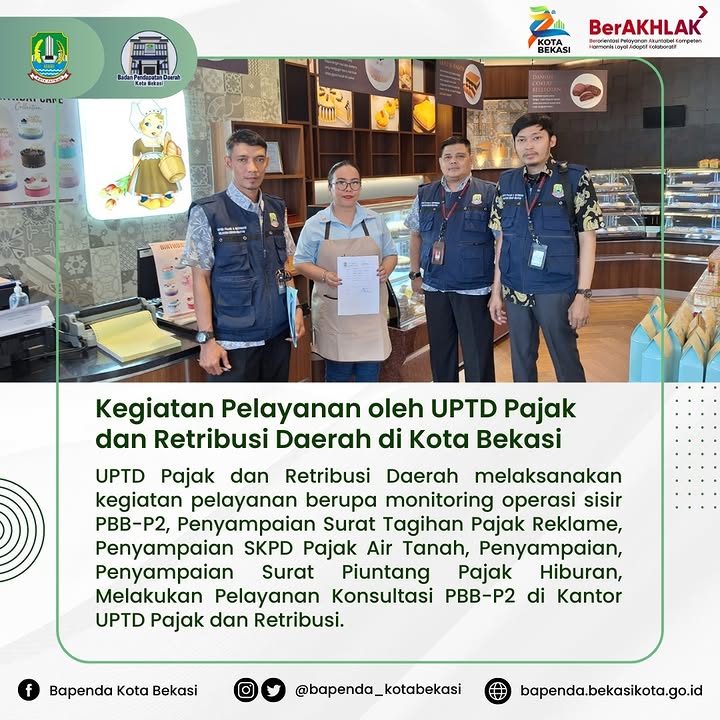 Badan Pendapatan Daerah
Kota Bekasi
KOTA
BEKASI
BerAKHLAK
Berorientasi Pelayanan Akuntabel Kompeten
Harmonis Loyal Adaptif Kolaboratif
Kegiatan Pelayanan oleh UPTD Pajak
dan Retribusi Daerah di Kota Bekasi
UPTD Pajak dan Retribusi Daerah melaksanakan
kegiatan pelayanan berupa monitoring operasi sisir
PBB-P2, Penyampaian Surat Tagihan Pajak Reklame,
Penyampaian SKPD Pajak Air Tanah, Penyampaian,
Penyampaian Surat Piuntang Pajak Hiburan,
Melakukan Pelayanan Konsultasi PBB-P2 di Kantor
UPTD Pajak dan Retribusi.
Bapenda Kota Bekasi
@bapenda_kotabekasi
bapenda.bekasikota.go.id